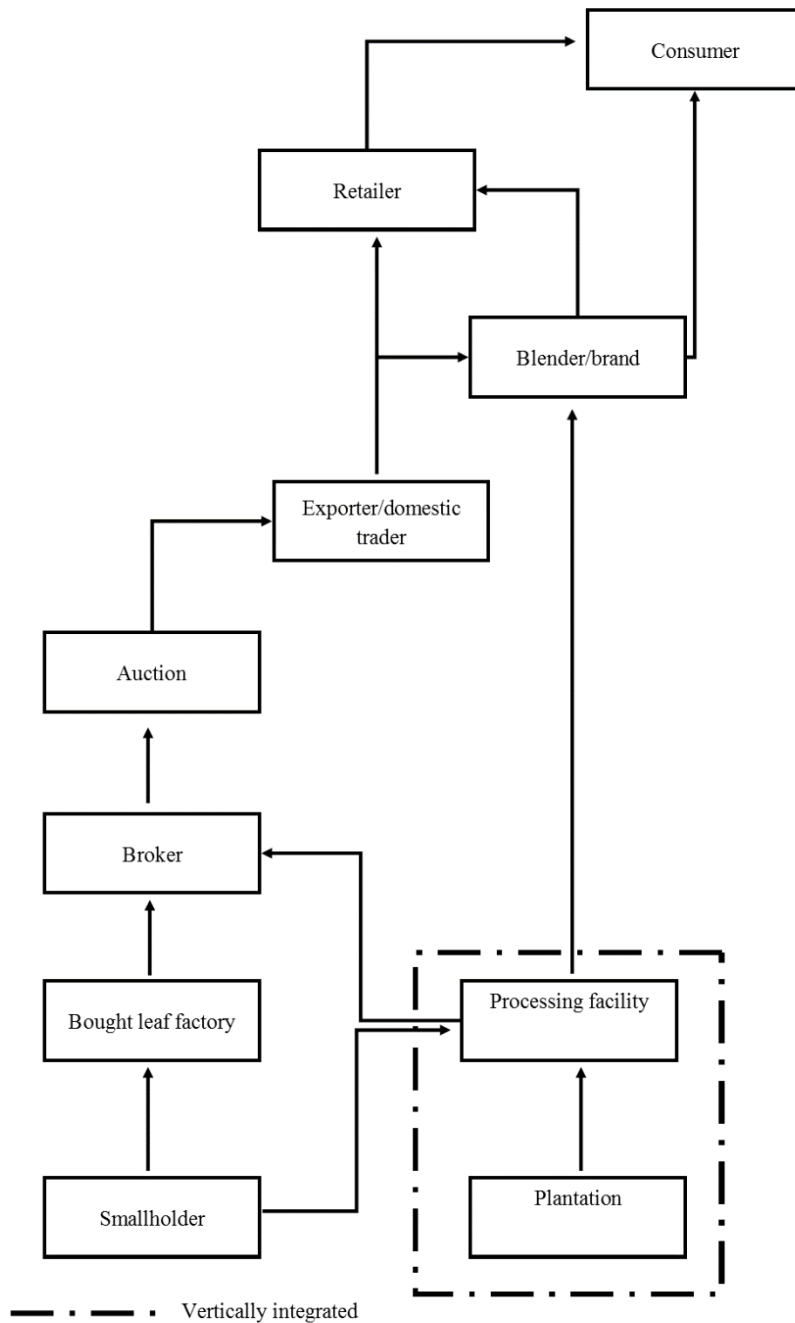 Consumer
Retailer
Blender/brand
Exporter/domestic
trader
Auction
Broker
Bought leaf factory
Processing facility
Smallholder
Plantation
Vertically integrated